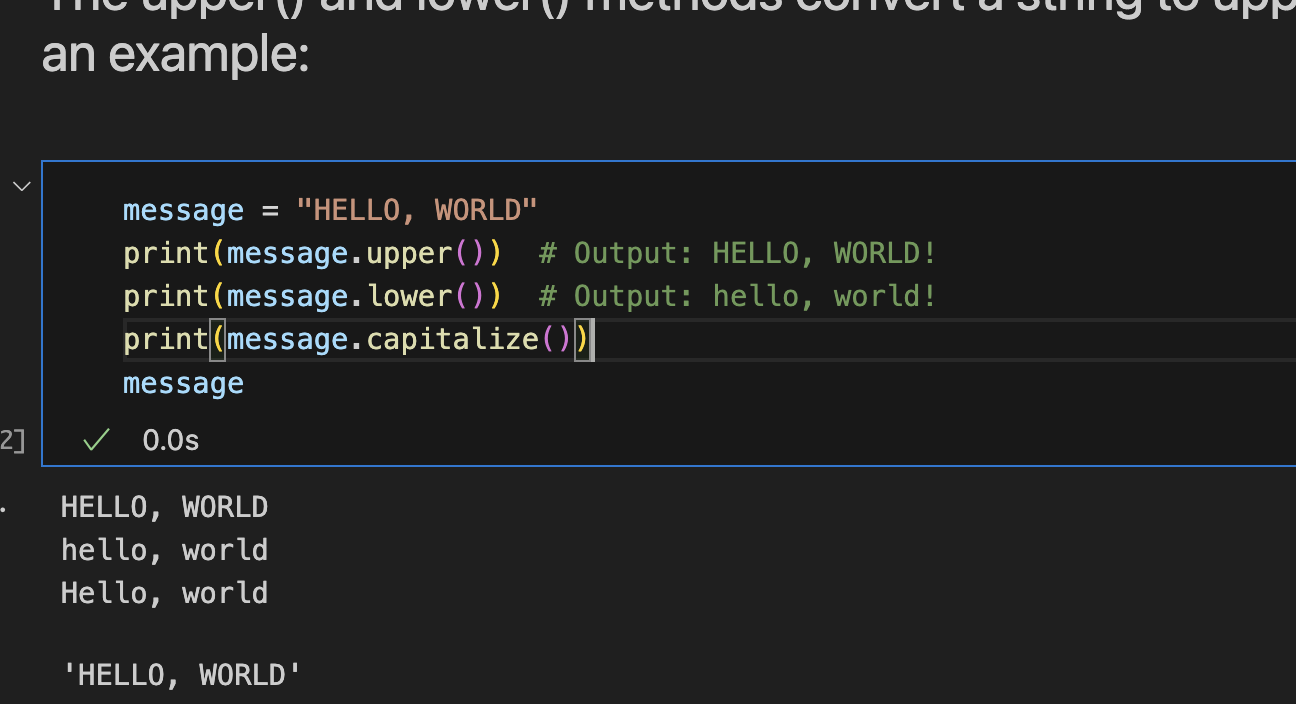 The upper() and lower() methods convert a string to upp
an example:
message = "HELLO, WORLD"
print(message.upper())  # Output: HELLO, WORLD!
print(message.lower())  # Output: hello, world!
print(message.capitalize())
message
2]
0.0s
HELLO, WORLD
hello, world
Hello, world
'HELLO, WORLD'